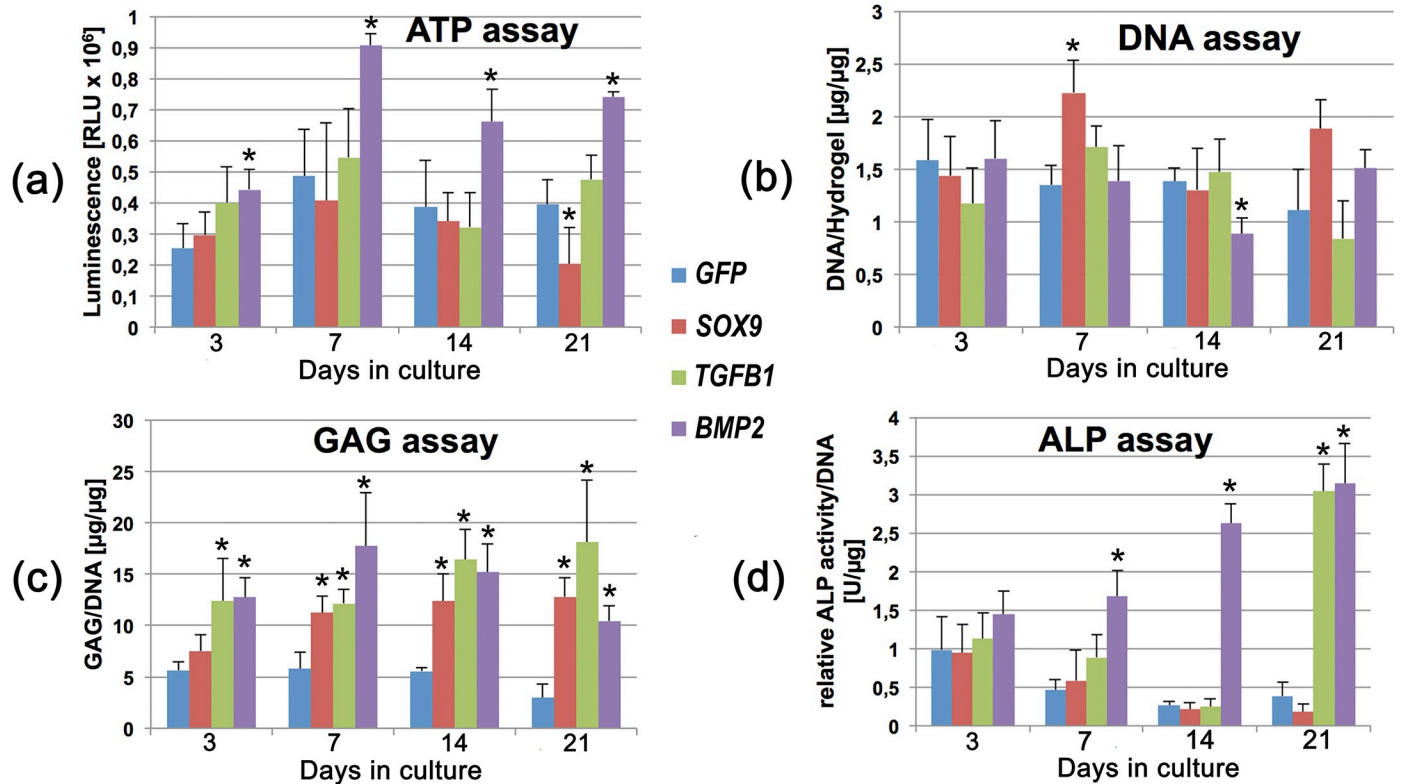 (a)
ATP assay
Luminescence [RLU x 10⁶]
1
0,9
0,8
0,7
0,6
0,5
0,4
0,3
0,2
0,1
0
*
*
*
*
*
3 7 14 21
Days in culture
(b)
DNA assay
DNA/Hydrogel [µg/µg]
3
2,5
2
1,5
1
0,5
0
*
*
3 7 14 21
Days in culture
GFP
SOX9
TGFB1
BMP2
(c)
GAG assay
GAG/DNA [µg/µg]
30
25
20
15
10
5
0
* *
* * *
* * *
* * *
3 7 14 21
Days in culture
(d)
ALP assay
relative ALP activity/DNA
[U/µg]
4
3,5
3
2,5
2
1,5
1
0,5
0
*
*
* *
3 7 14 21
Days in culture